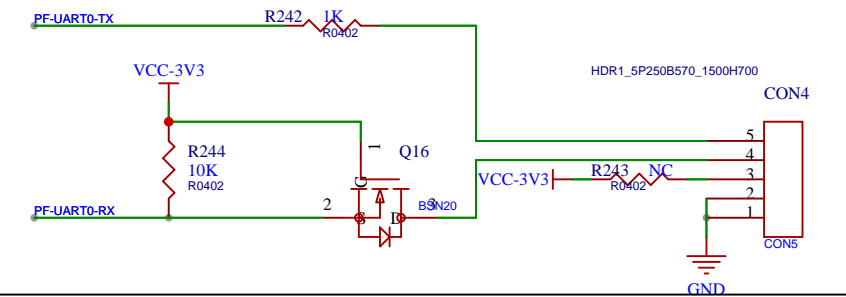 PF-UART0-TX
R242 1K
R0402
VCC-3V3
HDR1_5P250B570_1500H700
CON4
R244
10K
R0402
1
Q16
G
5
4
3
2
1
VCC-3V3
R243 NC
R0402
PF-UART0-RX
2
S
D
3
BSN20
CON5
GND